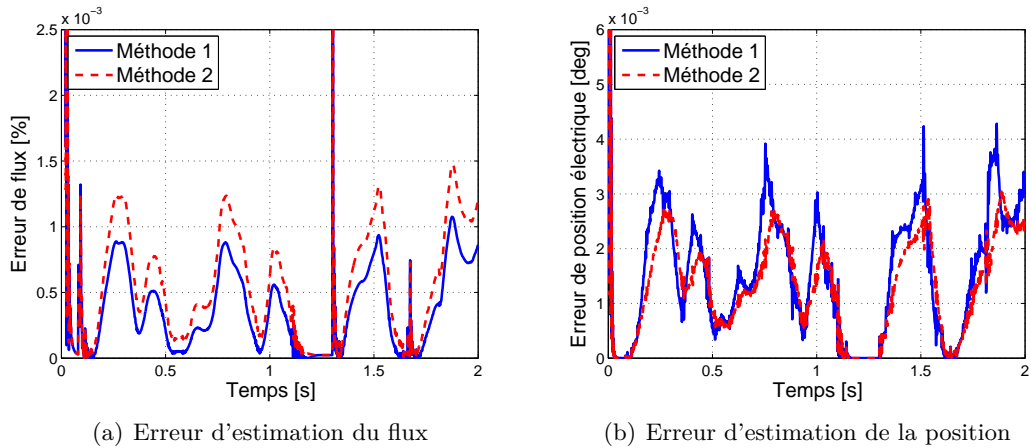 x 10⁻³
2.5
2
1.5
1
0.5
0
Erreur de flux [%]
Méthode 1
Méthode 2
0
0.5
1
1.5
2
Temps [s]
(a) Erreur d'estimation du flux
x 10⁻³
6
5
4
3
2
1
0
Erreur de position électrique [deg]
Méthode 1
Méthode 2
0
0.5
1
1.5
2
Temps [s]
(b) Erreur d'estimation de la position